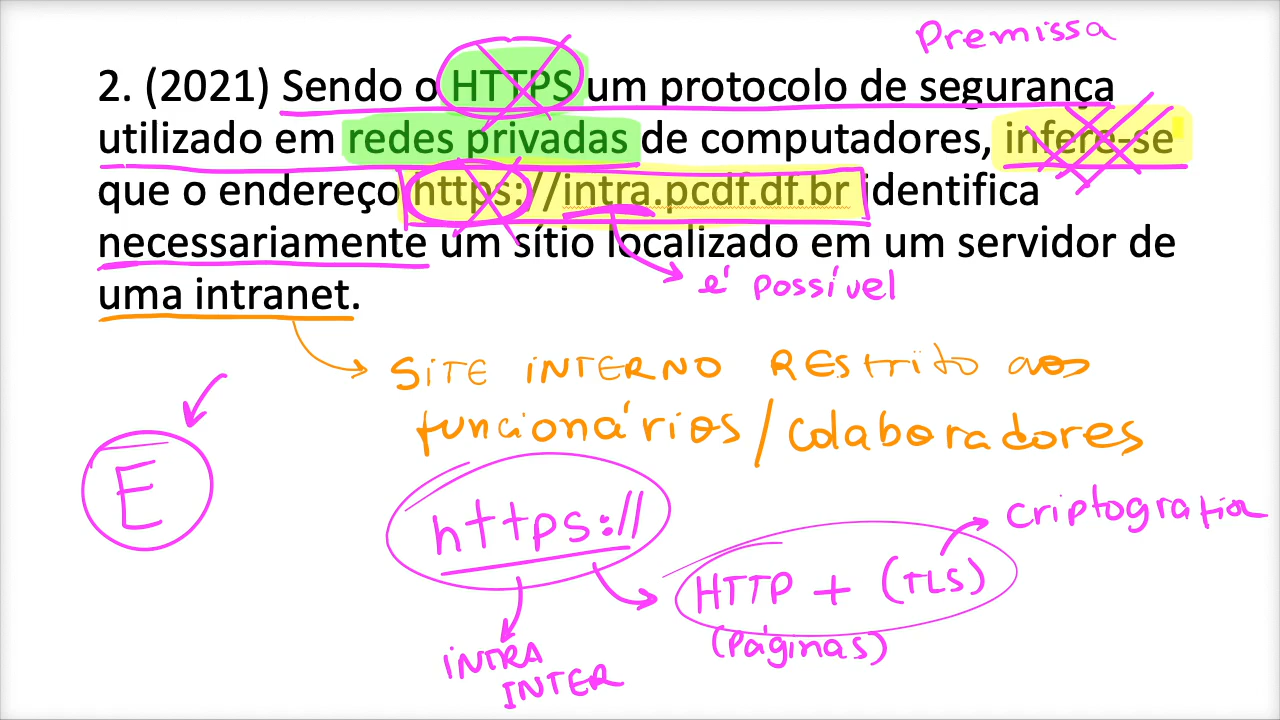 Premissa
2. (2021) Sendo o HTTPS um protocolo de segurança
utilizado em redes privadas de computadores, infere-se
que o endereço https://intra.pcdf.df.br identifica
necessariamente um sítio localizado em um servidor de
uma intranet.
é possível
SITE INTERNO REStrito aos
funcionários/colaboradores
E
https://
criptografia
HTTP + (TLS)
(páginas)
INTRA
INTER